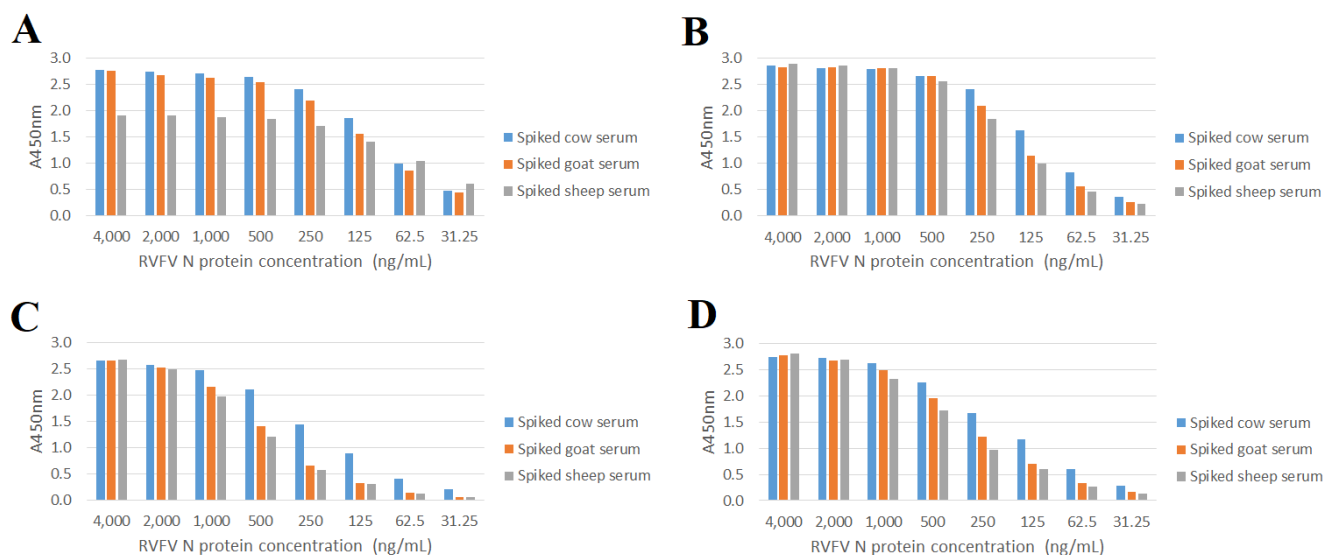 A
3.0
2.5
2.0
1.5
1.0
0.5
0.0
A450nm
4,000 2,000 1,000 500 250 125 62.5 31.25
RVFV N protein concentration (ng/mL)
Spiked cow serum
Spiked goat serum
Spiked sheep serum
B
3.0
2.5
2.0
1.5
1.0
0.5
0.0
A450nm
4,000 2,000 1,000 500 250 125 62.5 31.25
RVFV N protein concentration (ng/mL)
Spiked cow serum
Spiked goat serum
Spiked sheep serum
C
3.0
2.5
2.0
1.5
1.0
0.5
0.0
A450nm
4,000 2,000 1,000 500 250 125 62.5 31.25
RVFV N protein concentration (ng/mL)
Spiked cow serum
Spiked goat serum
Spiked sheep serum
D
3.0
2.5
2.0
1.5
1.0
0.5
0.0
A450nm
4,000 2,000 1,000 500 250 125 62.5 31.25
RVFV N protein concentration (ng/mL)
Spiked cow serum
Spiked goat serum
Spiked sheep serum